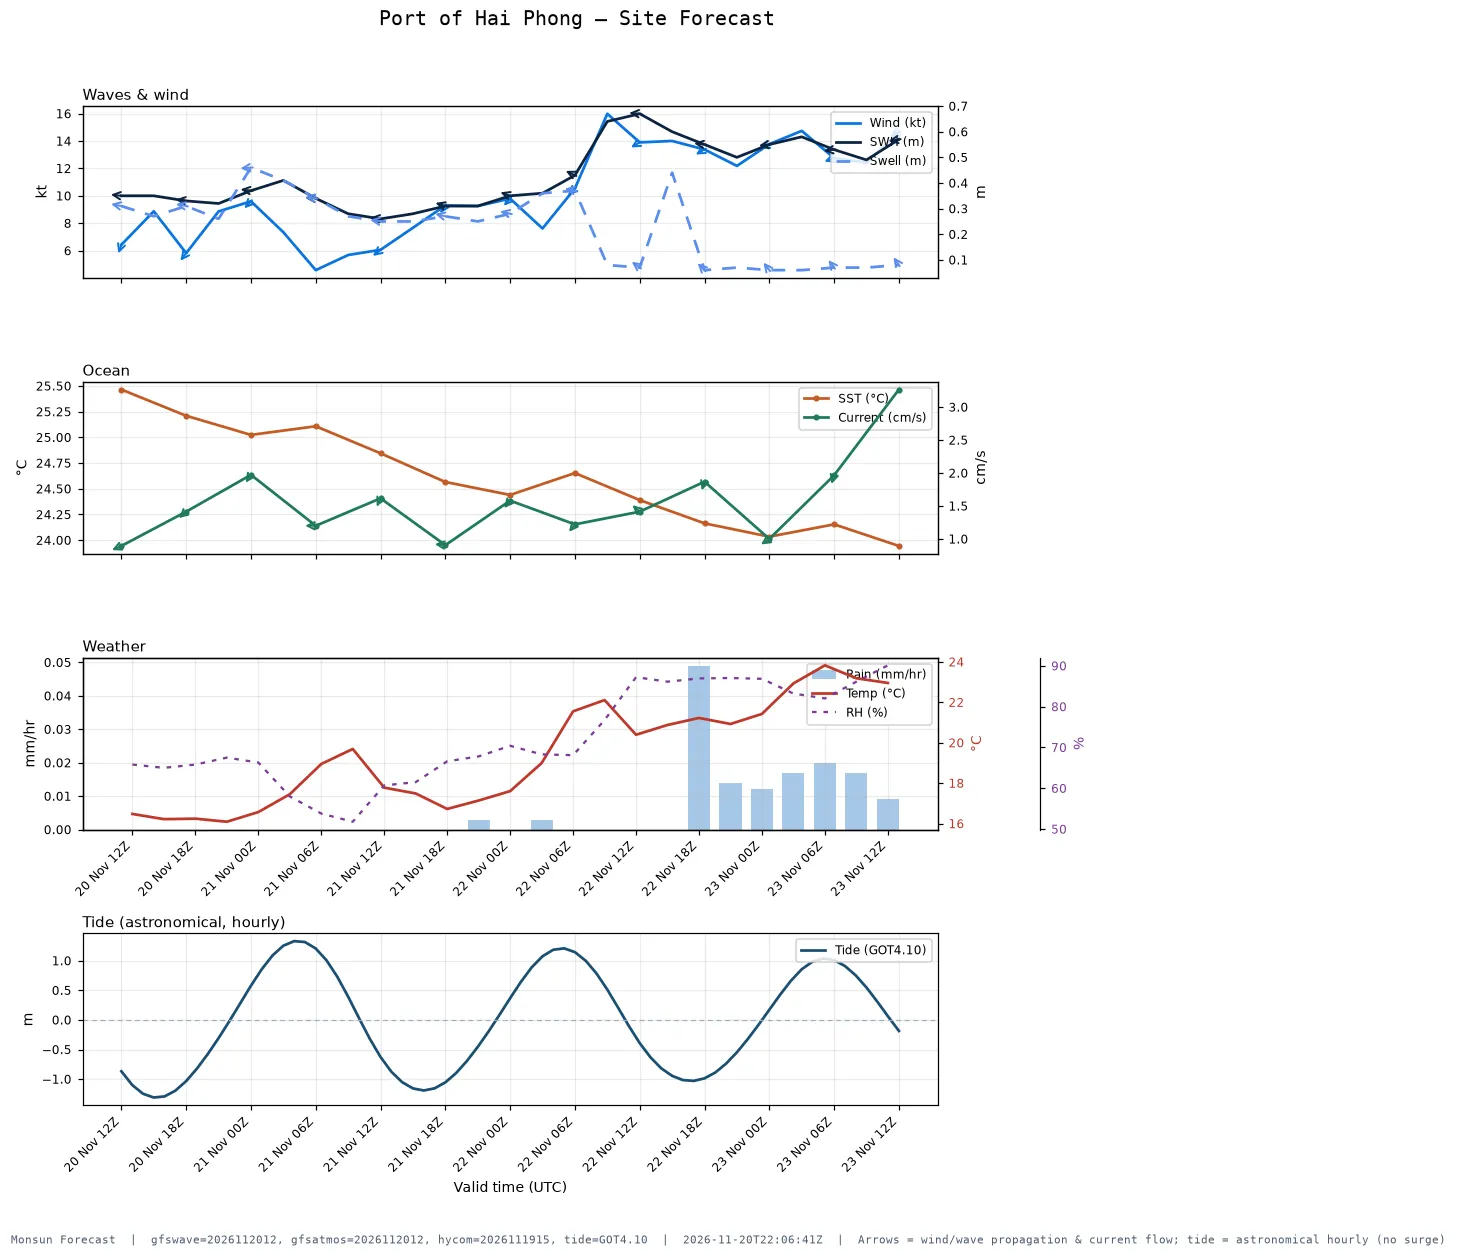 Port of Hai Phong — Site Forecast
Waves & wind
16
14
12
10
8
6
kt
0.7
0.6
0.5
0.4
0.3
0.2
0.1
m
Wind (kt)
SWH (m)
Swell (m)
Ocean
25.50
25.25
25.00
24.75
24.50
24.25
24.00
°C
3.0
2.5
2.0
1.5
1.0
cm/s
SST (°C)
Current (cm/s)
Weather
0.05
0.04
0.03
0.02
0.01
0.00
mm/hr
24
22
20
18
16
°C
90
80
70
60
50
%
Rain (mm/hr)
Temp (°C)
RH (%)
20 Nov 12Z
20 Nov 18Z
21 Nov 00Z
21 Nov 06Z
21 Nov 12Z
21 Nov 18Z
22 Nov 00Z
22 Nov 06Z
22 Nov 12Z
22 Nov 18Z
23 Nov 00Z
23 Nov 06Z
23 Nov 12Z
Tide (astronomical, hourly)
1.0
0.5
0.0
−0.5
−1.0
m
Tide (GOT4.10)
20 Nov 12Z
20 Nov 18Z
21 Nov 00Z
21 Nov 06Z
21 Nov 12Z
21 Nov 18Z
22 Nov 00Z
22 Nov 06Z
22 Nov 12Z
22 Nov 18Z
23 Nov 00Z
23 Nov 06Z
23 Nov 12Z
Valid time (UTC)
Monsun Forecast | gfswave=2026112012, gfsatmos=2026112012, hycom=2026111915, tide=GOT4.10 | 2026-11-20T22:06:41Z | Arrows = wind/wave propagation & current flow; tide = astronomical hourly (no surge)